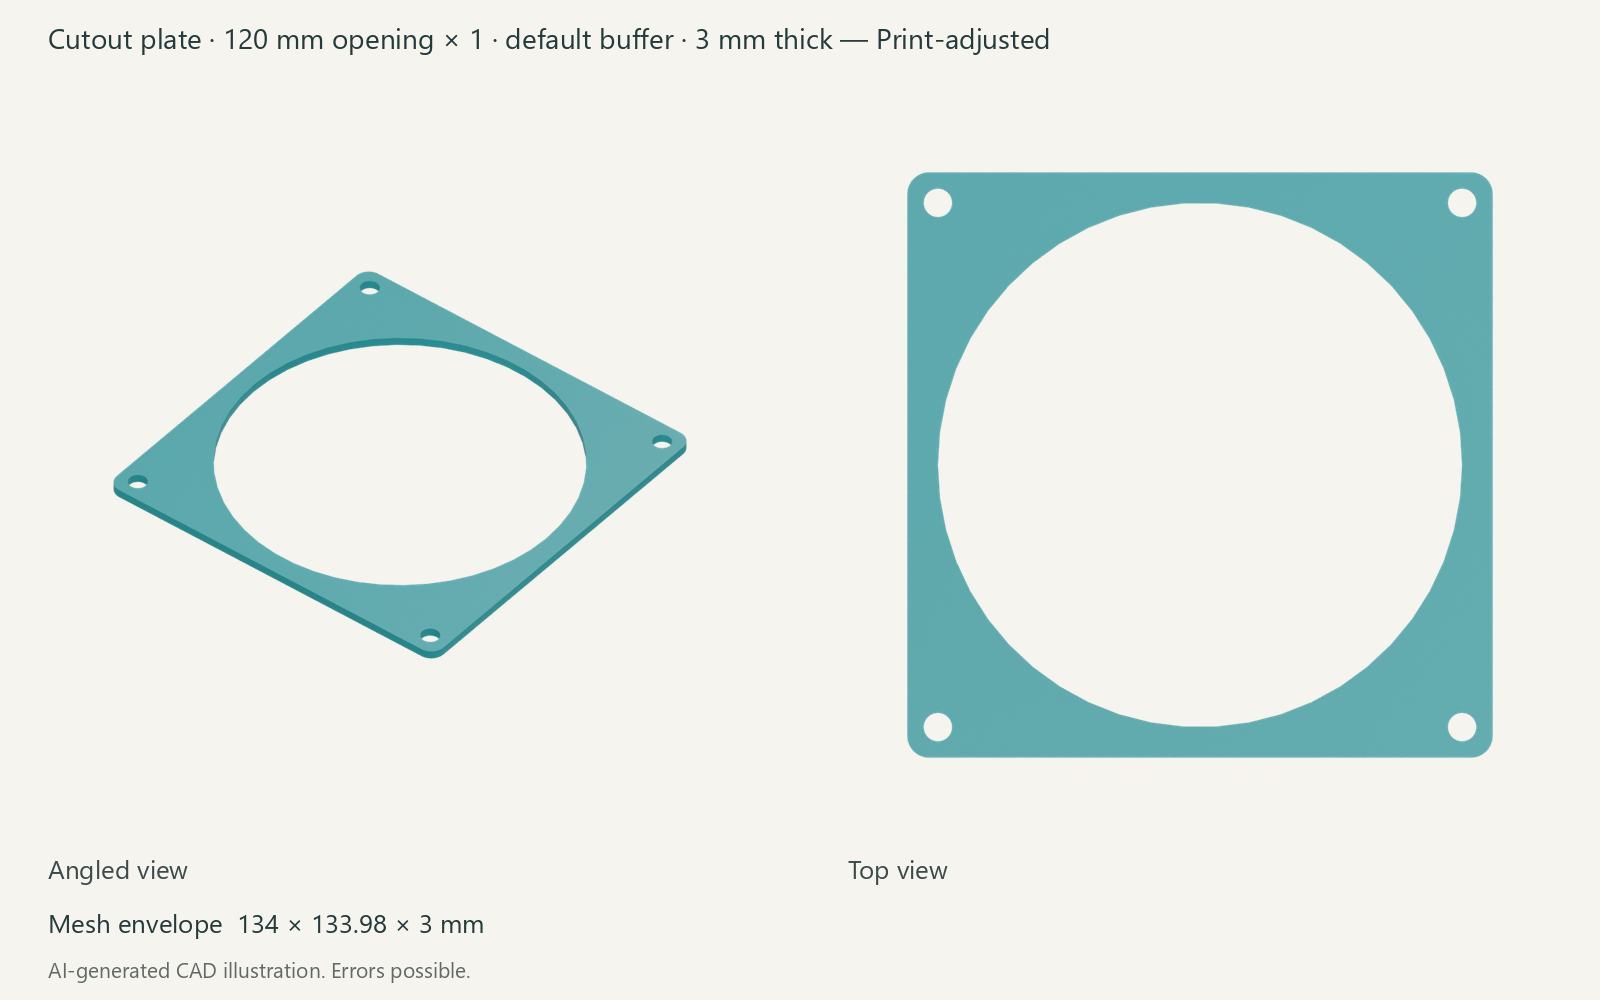 Cutout plate · 120 mm opening × 1 · default buffer · 3 mm thick — Print-adjusted
Angled view
Top view
Mesh envelope 134 × 133.98 × 3 mm
AI-generated CAD illustration. Errors possible.